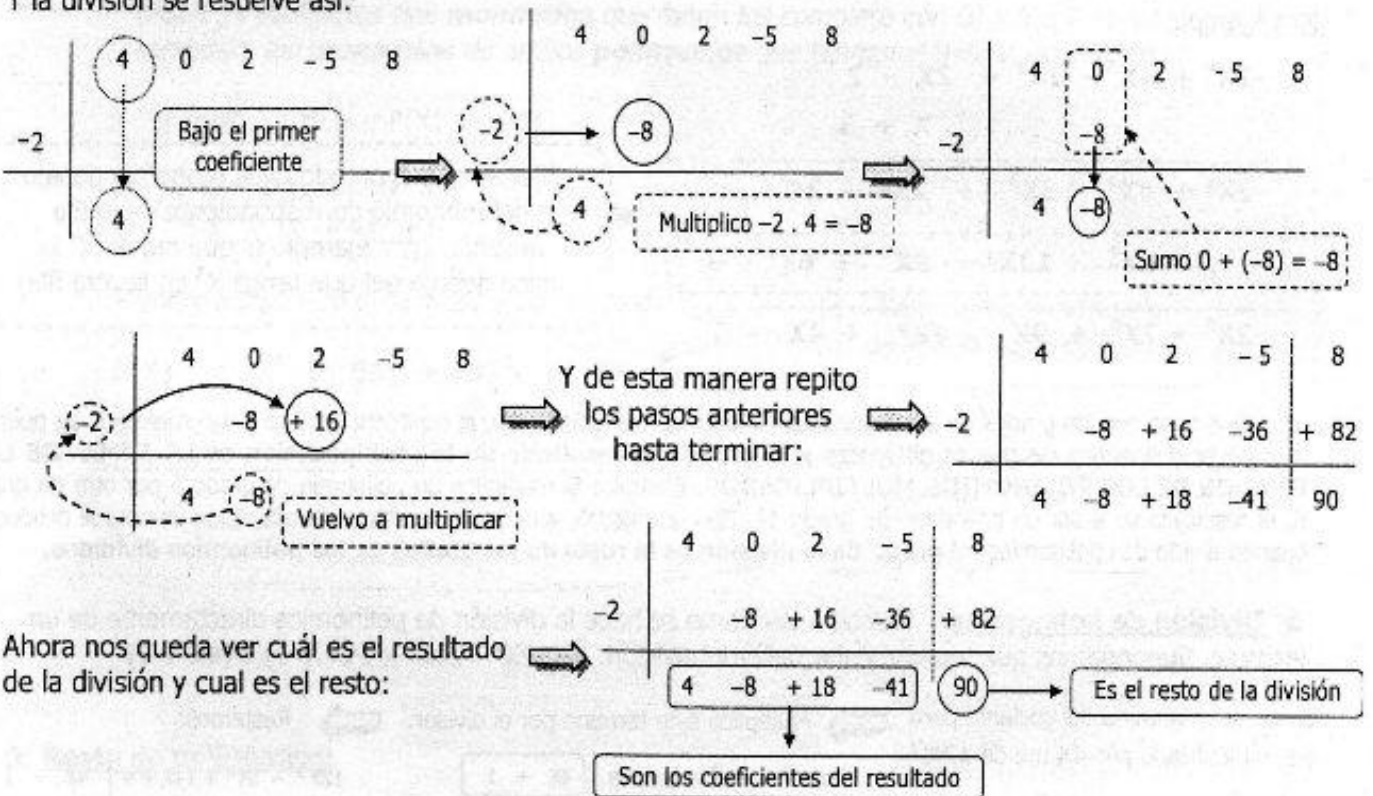 Y la división se resuelve así:
4 0 2 -5 8
-2
Bajo el primer
coeficiente
4
4 0 2 -5 8
-2 -8
4
Multiplico -2 . 4 = -8
4 0 2 -5 8
-2 -8
4 -8
Sumo 0 + (-8) = -8
4 0 2 -5 8
-2 -8 + 16
4 -8
Vuelvo a multiplicar
Y de esta manera repito
los pasos anteriores
hasta terminar:
4 0 2 -5 8
-2 -8 + 16 -36 + 82
4 -8 + 18 -41 90
Ahora nos queda ver cuál es el resultado
de la división y cual es el resto:
4 0 2 -5 8
-2 -8 + 16 -36 + 82
4 -8 + 18 -41 90
Es el resto de la división
Son los coeficientes del resultado